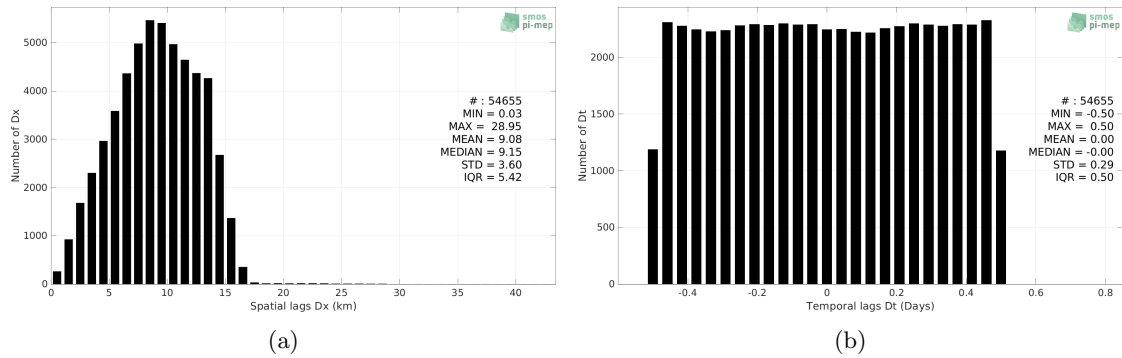 smos
pi-mep
5000
4000
3000
2000
1000
0
Number of Dx
# : 54655
MIN = 0.03
MAX = 28.95
MEAN = 9.08
MEDIAN = 9.15
STD = 3.60
IQR = 5.42
0 5 10 15 20 25 30 35 40
Spatial lags Dx (km)
(a)
smos
pi-mep
2000
1500
1000
500
0
Number of Dt
# : 54655
MIN = -0.50
MAX = 0.50
MEAN = 0.00
MEDIAN = -0.00
STD = 0.29
IQR = 0.50
-0.4 -0.2 0 0.2 0.4 0.6 0.8
Temporal lags Dt (Days)
(b)